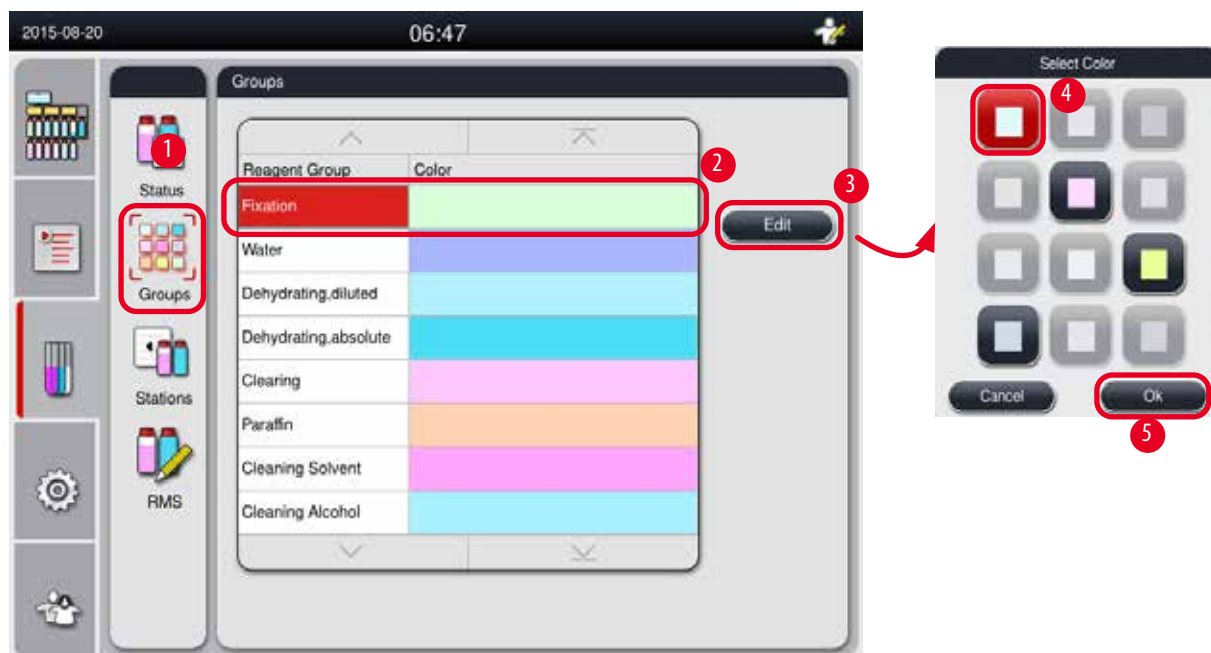 2015-08-20
06:47
Groups
Select Color
1
2
3
4
Status
Reagent Group
Color
Fixation
Edit
Water
Groups
Dehydrating,diluted
Dehydrating,absolute
Clearing
Stations
Paraffin
Cancel
Ok
5
Cleaning Solvent
RMS
Cleaning Alcohol